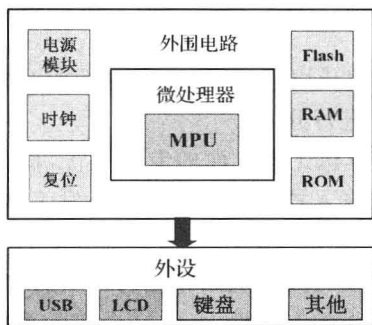 电源
模块
外围电路
Flash
微处理器
时钟
MPU
RAM
复位
ROM
外设
USB
LCD
键盘
其他